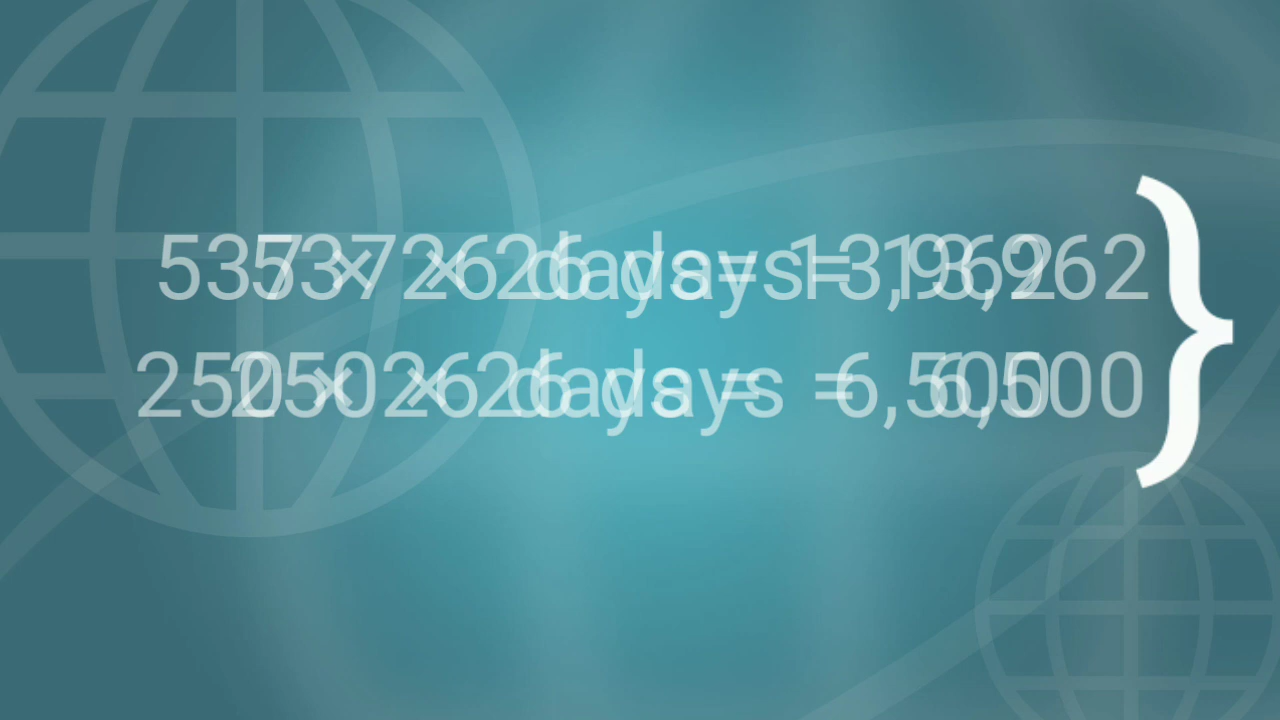 537 × 26 days = 13,962 }
250 × 26 days = 6,500